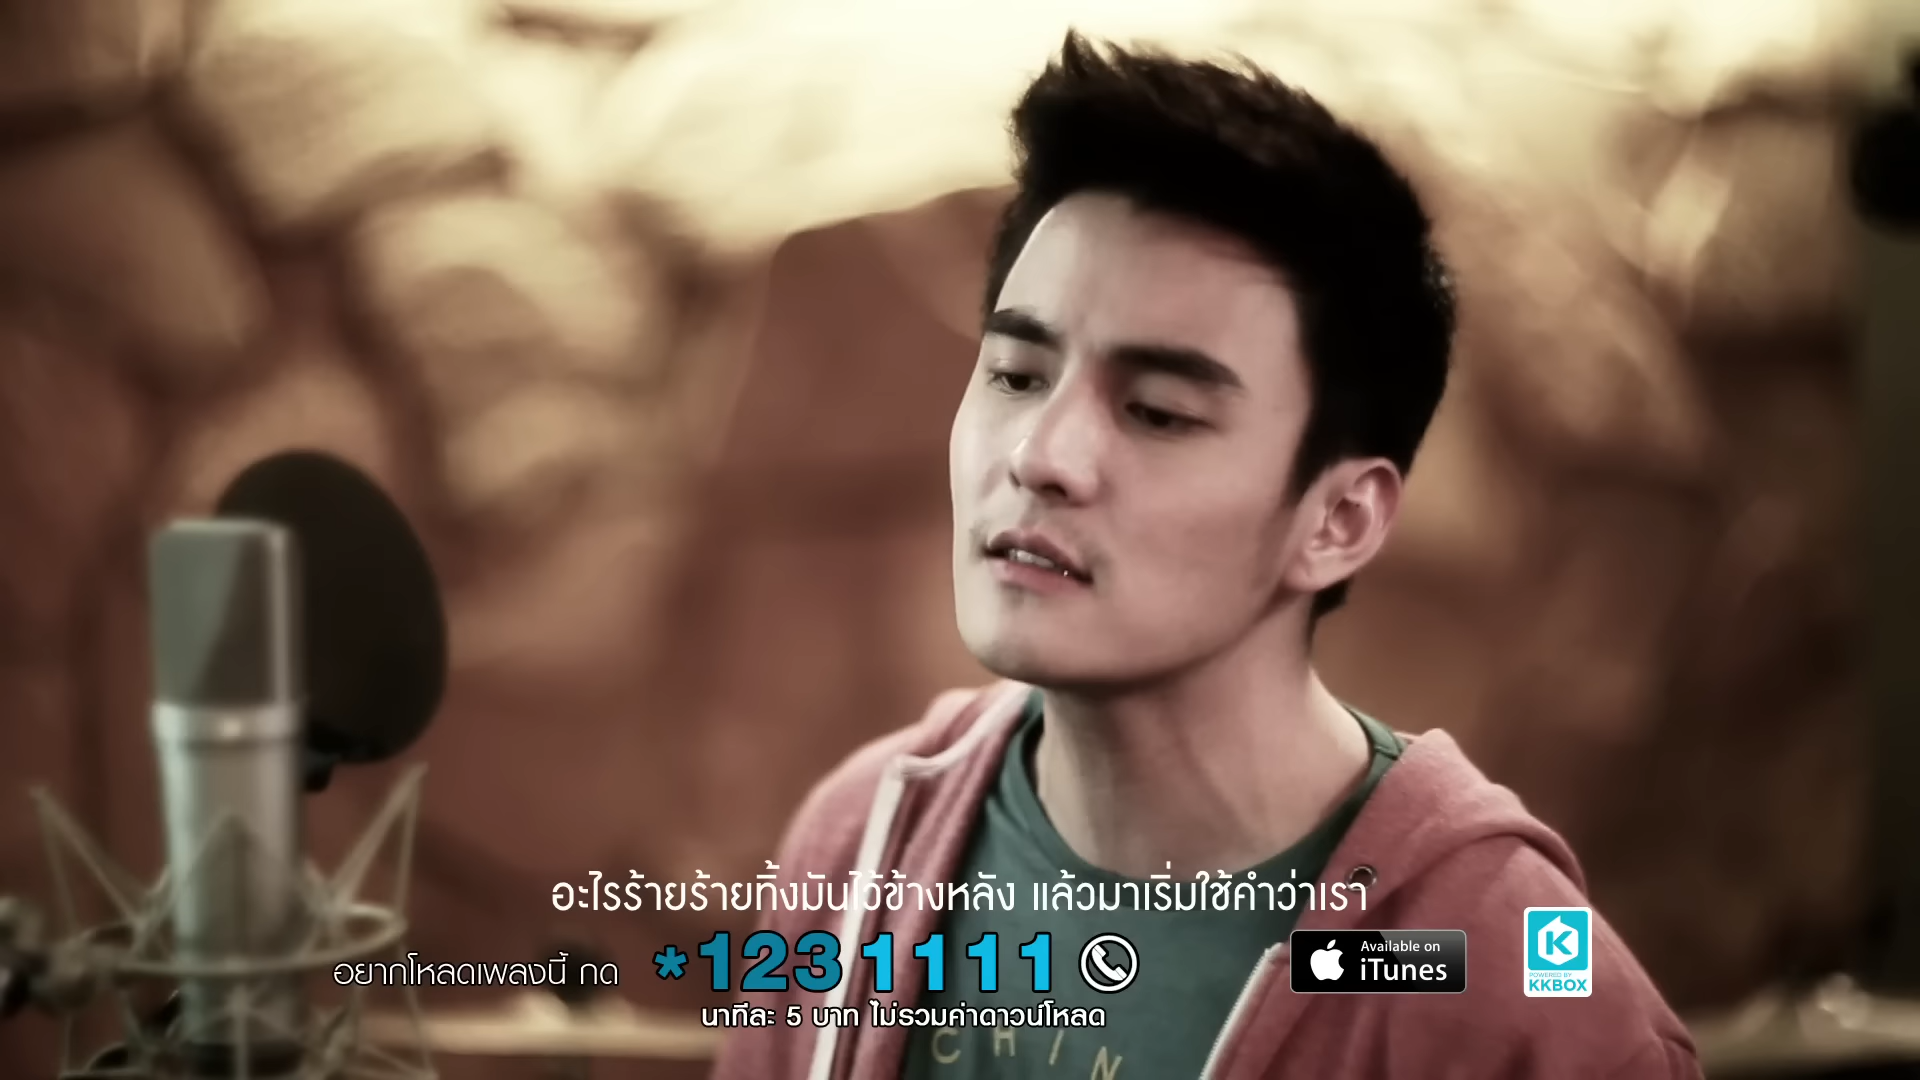 อะไรร้ายร้ายทิ้งมันไว้ข้างหลัง แล้วมาเริ่มใช้คำว่าเรา
อยากโหลดเพลงนี้ กด *123 1111
นาทีละ 5 บาท ไม่รวมค่าดาวน์โหลด
Available on
iTunes
POWERED BY
KKBOX
CHIN